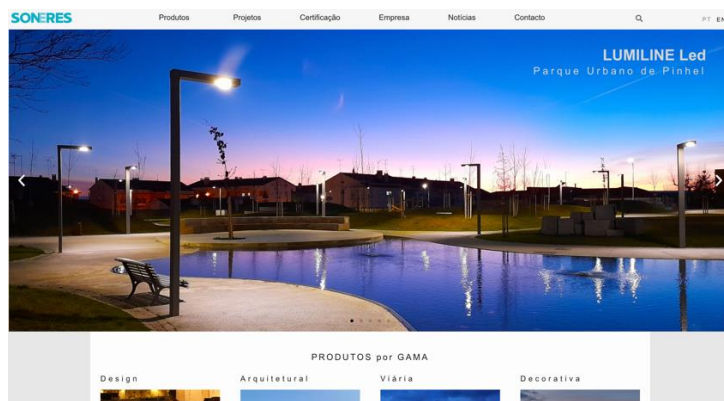 SONERES
Produtos Projetos Certificação Empresa Notícias Contacto PT EN
LUMILINE Led
Parque Urbano de Pinhel
PRODUTOS por GAMA
Design Arquitetural Viária Decorativa